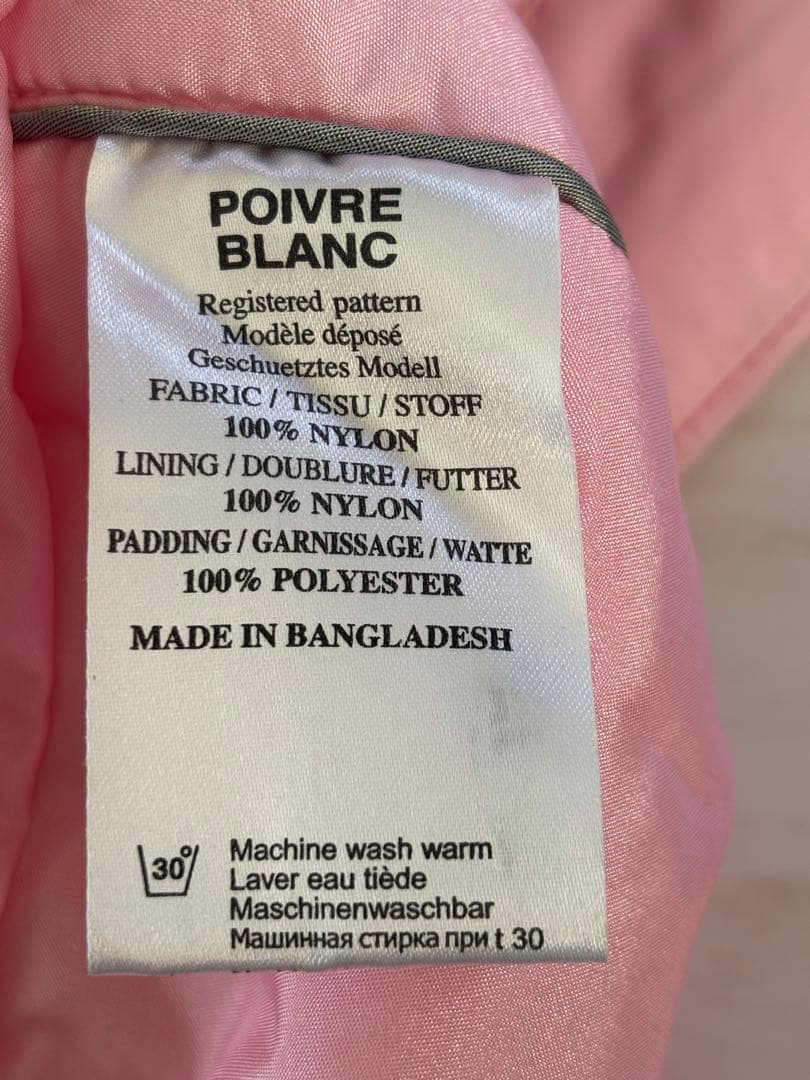 POIVRE
BLANC
Registered pattern
Modèle déposé
Geschuetztes Modell
FABRIC / TISSU / STOFF
100% NYLON
LINING / DOUBLURE / FUTTER
100% NYLON
PADDING / GARNISSAGE / WATTE
100% POLYESTER
MADE IN BANGLADESH
30° Machine wash warm
Laver eau tiède
Maschinenwaschbar
Машинная стирка при t 30